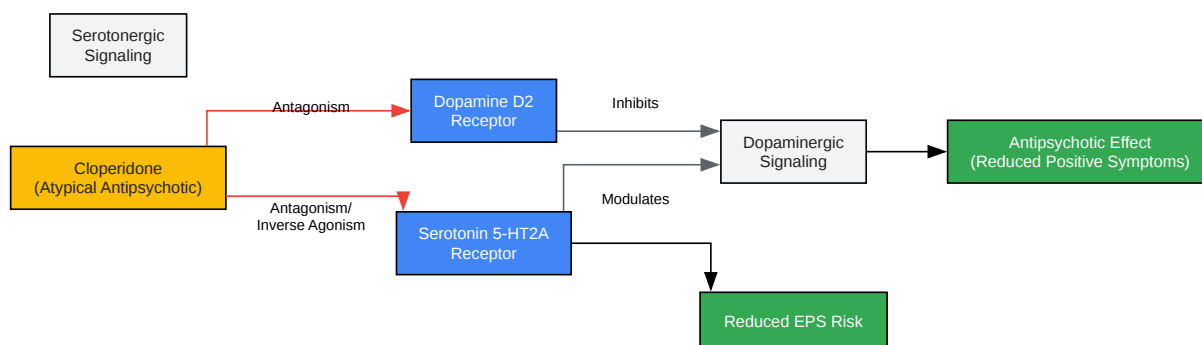 Serotonergic
Signaling
Antagonism
Dopamine D2
Receptor
Inhibits
Cloperidone
(Atypical Antipsychotic)
Dopaminergic
Signaling
Antipsychotic Effect
(Reduced Positive Symptoms)
Antagonism/
Inverse Agonism
Modulates
Serotonin 5-HT2A
Receptor
Reduced EPS Risk